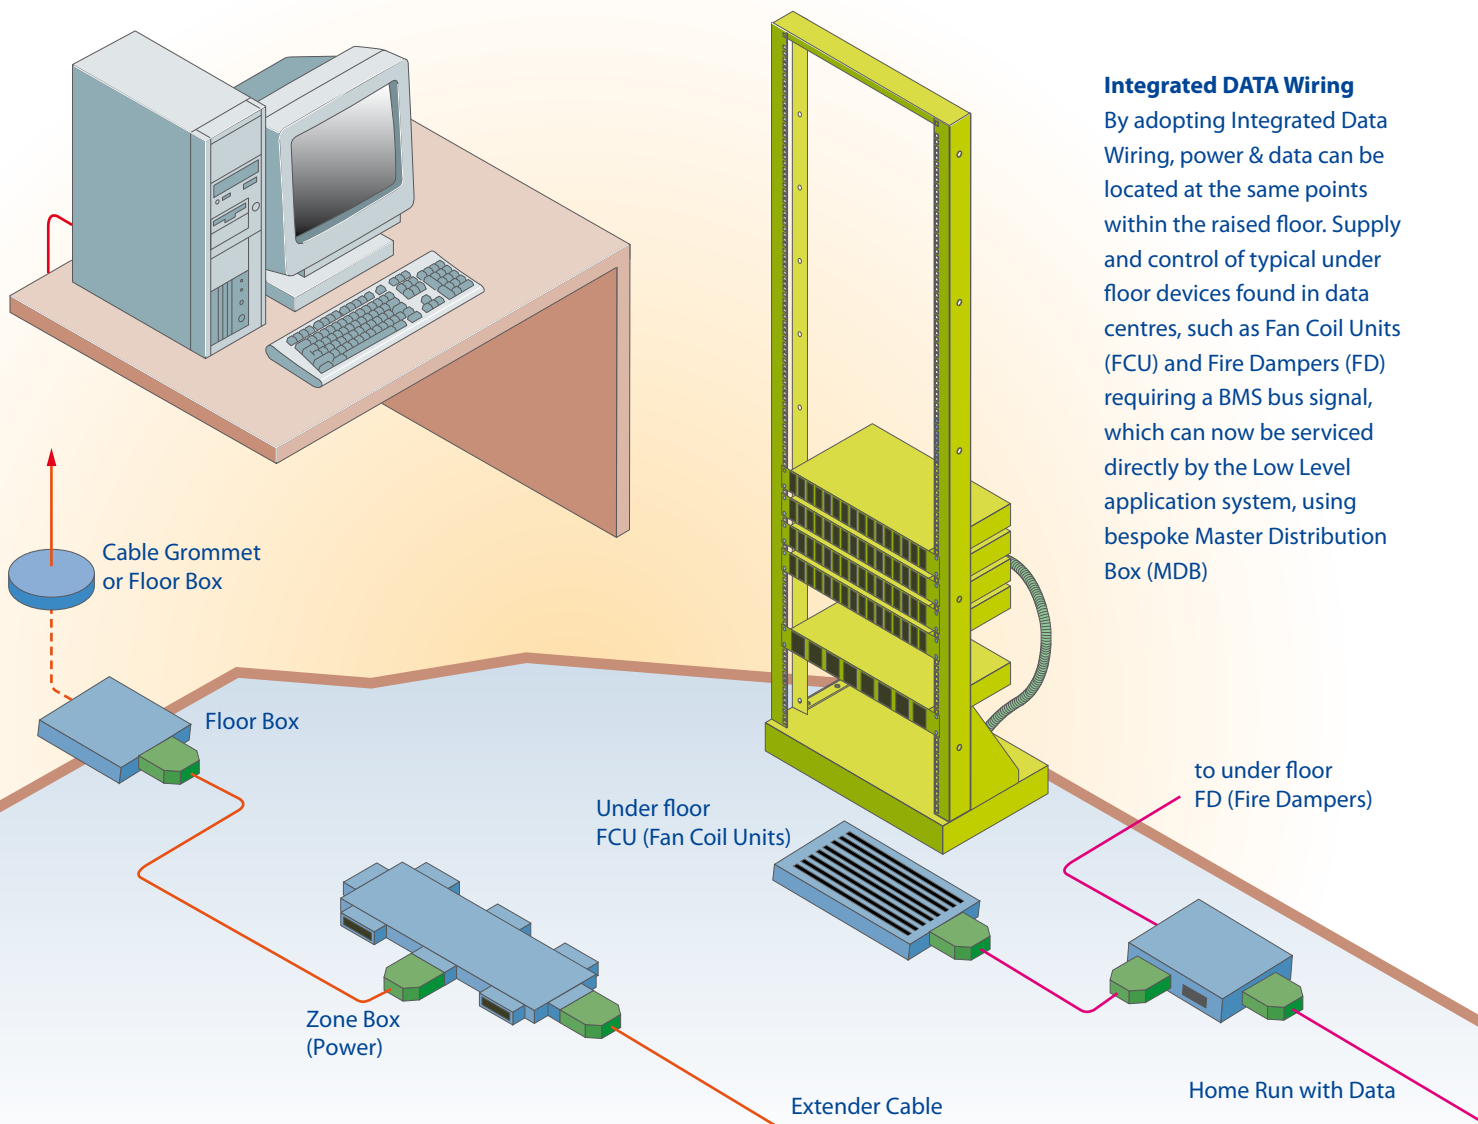 Integrated DATA Wiring
By adopting Integrated Data
Wiring, power & data can be
located at the same points
within the raised floor. Supply
and control of typical under
floor devices found in data
centres, such as Fan Coil Units
(FCU) and Fire Dampers (FD)
requiring a BMS bus signal,
which can now be serviced
directly by the Low Level
application system, using
bespoke Master Distribution
Box (MDB)
Cable Grommet
or Floor Box
Floor Box
Under floor
FCU (Fan Coil Units)
to under floor
FD (Fire Dampers)
Zone Box
(Power)
Extender Cable
Home Run with Data